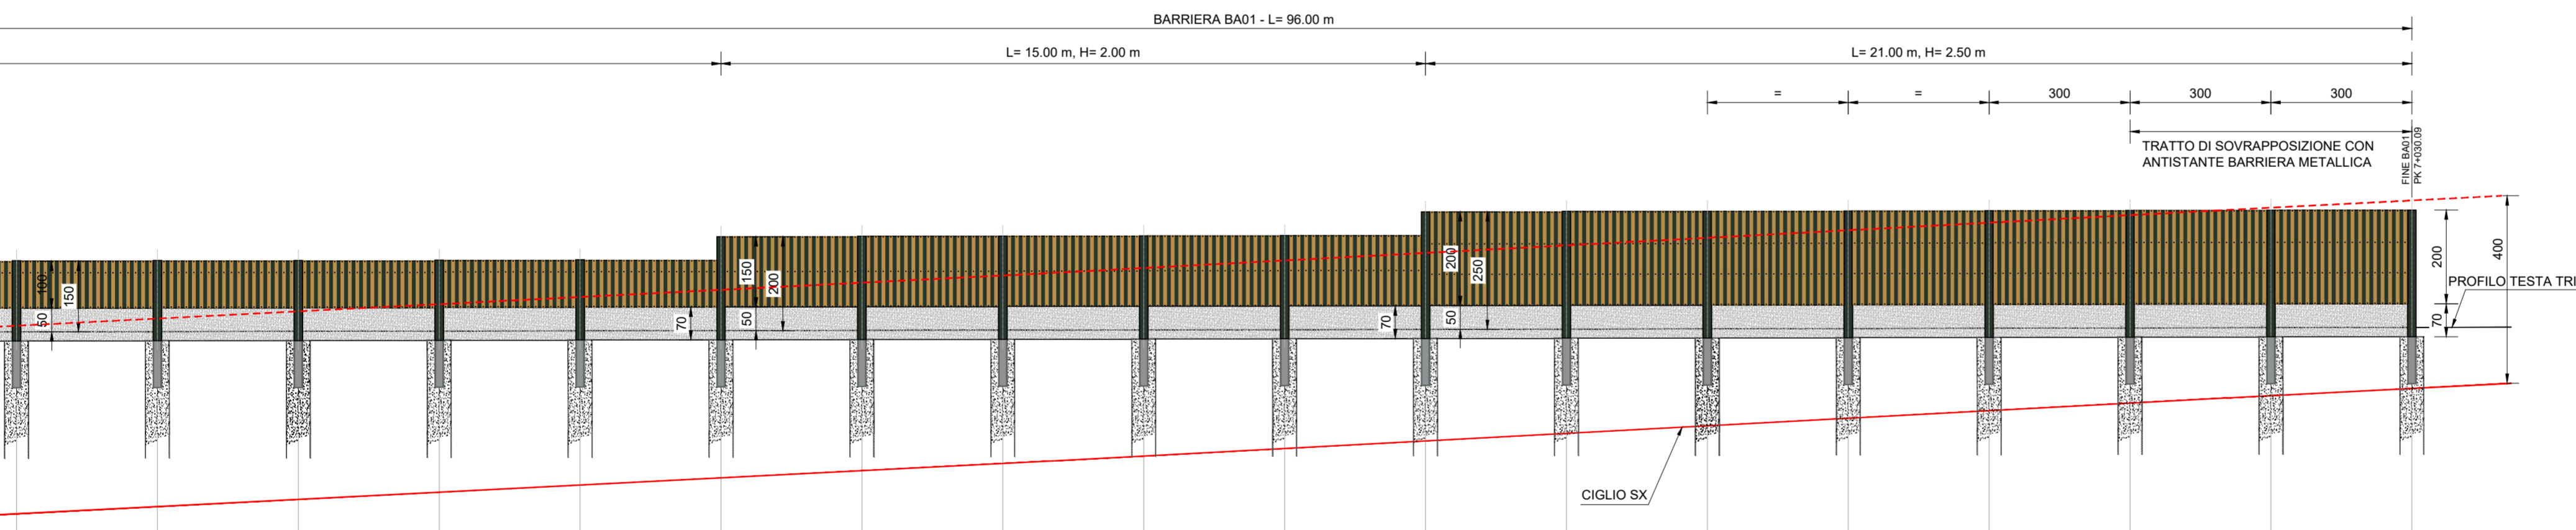 BARRIERA BA01 - L= 96.00 m
L= 15.00 m, H= 2.00 m
L= 21.00 m, H= 2.50 m
=
=
300
300
300
TRATTO DI SOVRAPPOSIZIONE CON
ANTISTANTE BARRIERA METALLICA
FINE BA01
PK 7+030.09
100
150
50
70
150
200
50
70
200
250
50
200
70
400
PROFILO TESTA TRI
CIGLIO SX